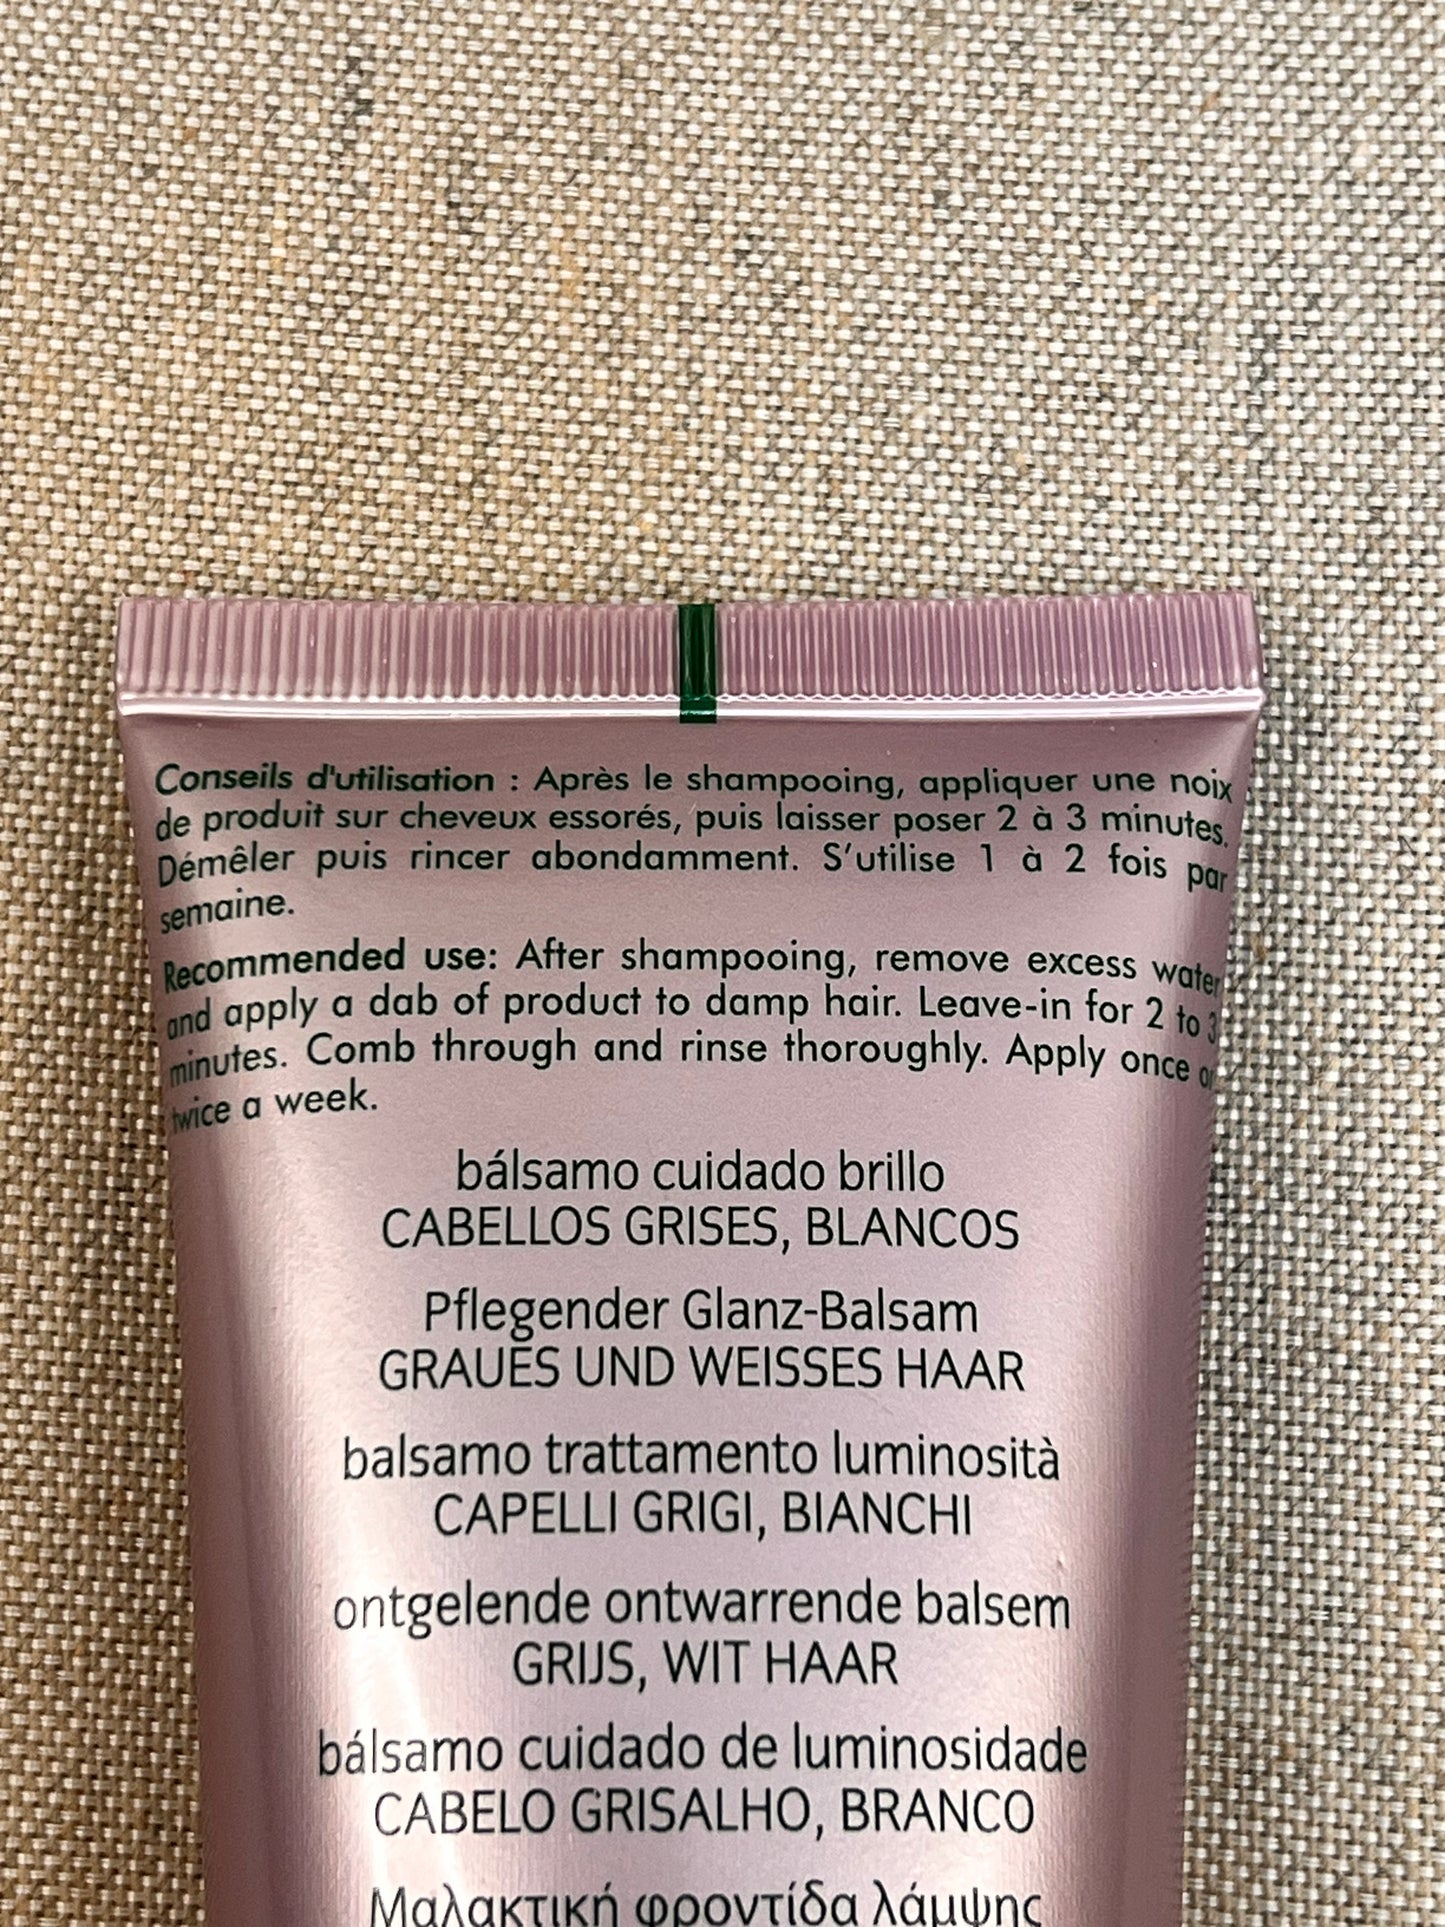 Conseils d'utilisation : Après le shampooing, appliquer une noix
de produit sur cheveux essorés, puis laisser poser 2 à 3 minutes.
Démêler puis rincer abondamment. S'utilise 1 à 2 fois par
semaine.
Recommended use: After shampooing, remove excess water
and apply a dab of product to damp hair. Leave-in for 2 to 3
minutes. Comb through and rinse thoroughly. Apply once or
twice a week.
bálsamo cuidado brillo
CABELLOS GRISES, BLANCOS
Pflegender Glanz-Balsam
GRAUES UND WEISSES HAAR
balsamo trattamento luminosità
CAPELLI GRIGI, BIANCHI
ontgelende ontwarrende balsem
GRIJS, WIT HAAR
bálsamo cuidado de luminosidade
CABELO GRISALHO, BRANCO
Μαλακτική φροντίδα λάμψης